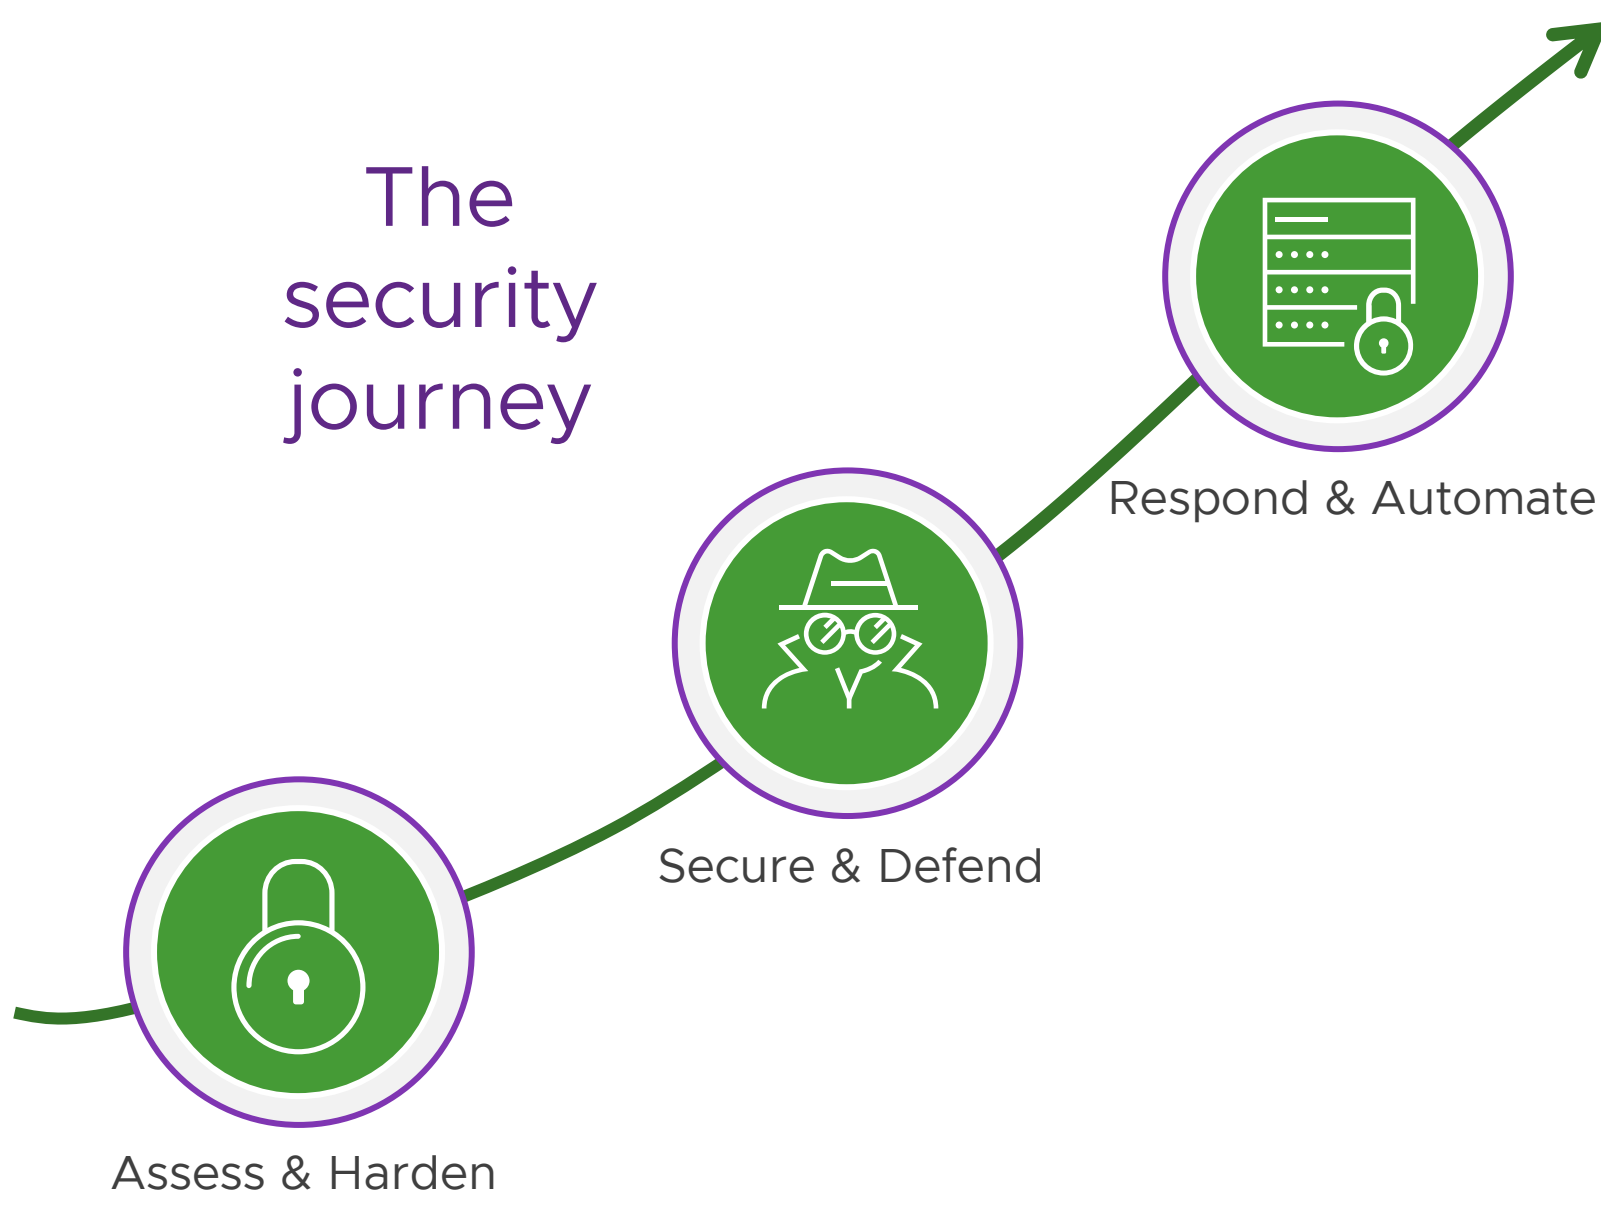 The
security
journey
Respond & Automate
Secure & Defend
Assess & Harden